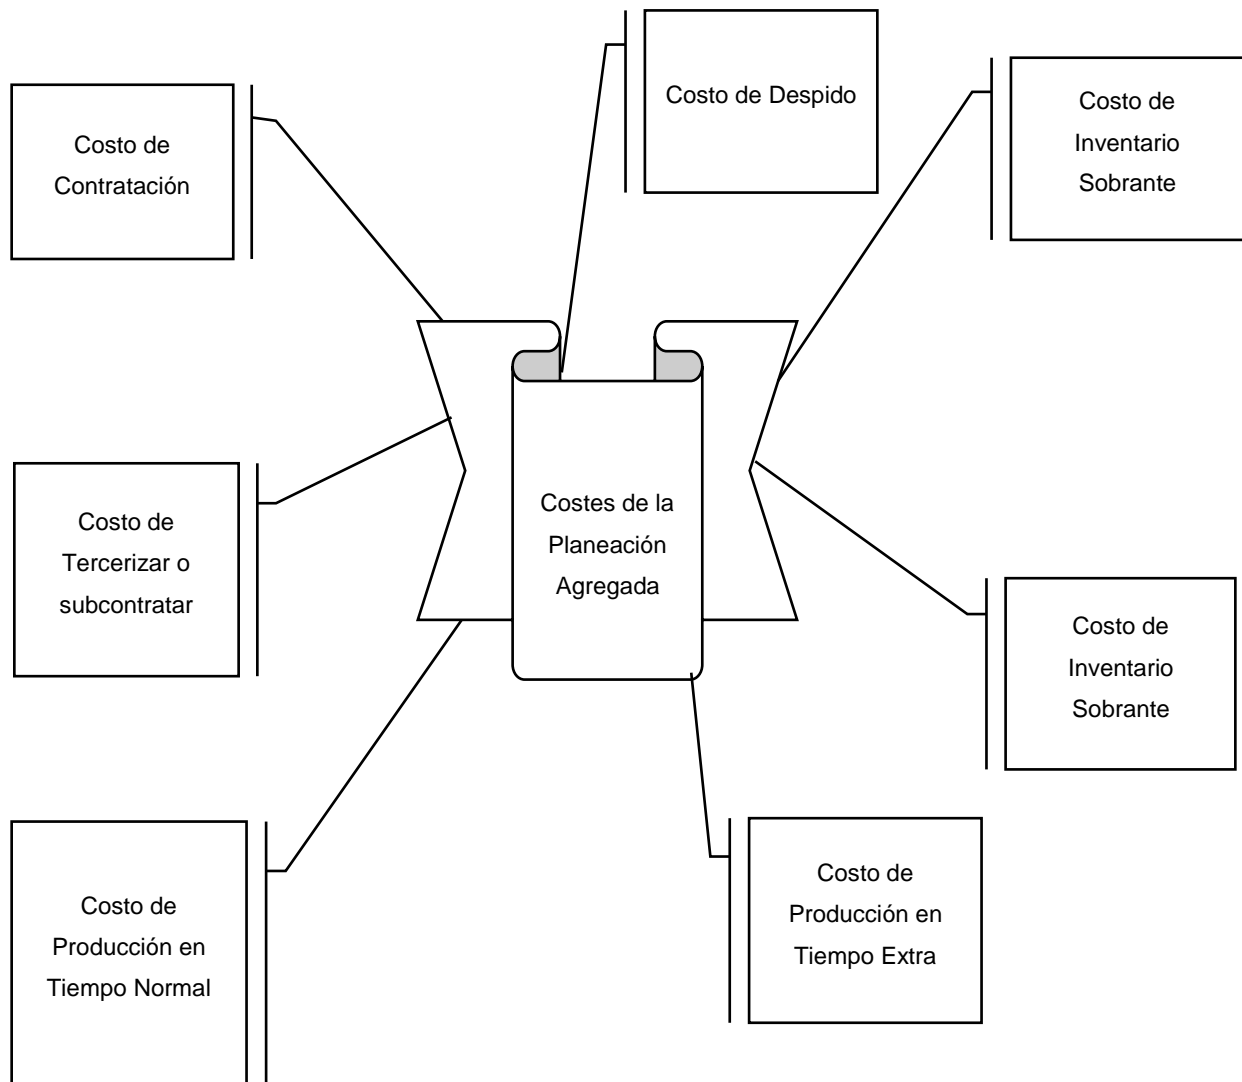 Costo de Despido
Costo de
Inventario
Sobrante
Costo de
Contratación
Costes de la
Planeación
Agregada
Costo de
Tercerizar o
subcontratar
Costo de
Inventario
Sobrante
Costo de
Producción en
Tiempo Normal
Costo de
Producción en
Tiempo Extra